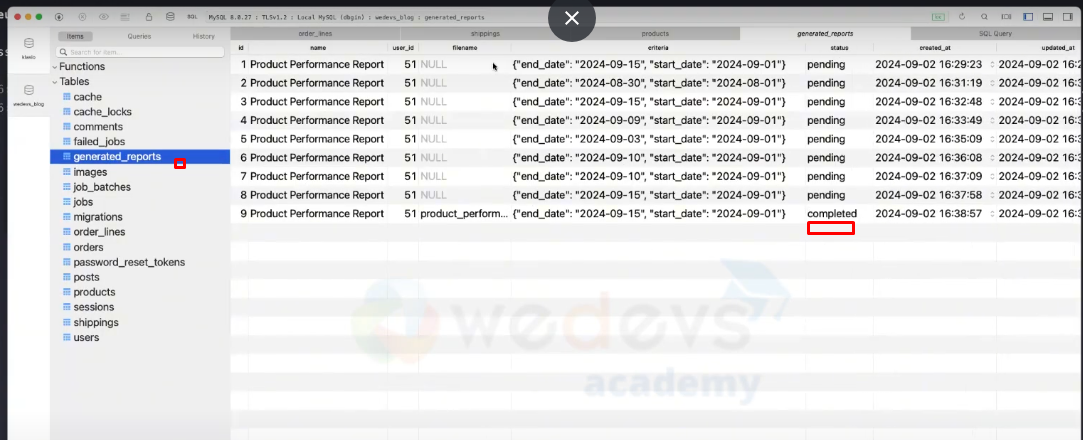 MySQL 8.0.27 : TLSv1.2 : Local MySQL (dbgin) : wedevs_blog : generated_reports
SQL
Items Queries History
Search for item...
wedevs_blog
Functions
Tables
cache
cache_locks
comments
failed_jobs
generated_reports
images
job_batches
jobs
migrations
order_lines
orders
password_reset_tokens
posts
products
sessions
shippings
users
order_lines shippings products generated_reports SQL Query
id name user_id filename criteria status created_at updated_at
1 Product Performance Report 51 NULL {"end_date": "2024-09-15", "start_date": "2024-09-01"} pending 2024-09-02 16:29:23 2024-09-02 16:2
2 Product Performance Report 51 NULL {"end_date": "2024-08-30", "start_date": "2024-08-01"} pending 2024-09-02 16:31:19 2024-09-02 16:3
3 Product Performance Report 51 NULL {"end_date": "2024-09-15", "start_date": "2024-09-01"} pending 2024-09-02 16:32:48 2024-09-02 16:3
4 Product Performance Report 51 NULL {"end_date": "2024-09-09", "start_date": "2024-09-01"} pending 2024-09-02 16:33:49 2024-09-02 16:3
5 Product Performance Report 51 NULL {"end_date": "2024-09-03", "start_date": "2024-09-01"} pending 2024-09-02 16:35:09 2024-09-02 16:3
6 Product Performance Report 51 NULL {"end_date": "2024-09-10", "start_date": "2024-09-01"} pending 2024-09-02 16:36:08 2024-09-02 16:3
7 Product Performance Report 51 NULL {"end_date": "2024-09-10", "start_date": "2024-09-01"} pending 2024-09-02 16:37:09 2024-09-02 16:3
8 Product Performance Report 51 NULL {"end_date": "2024-09-15", "start_date": "2024-09-01"} pending 2024-09-02 16:37:58 2024-09-02 16:3
9 Product Performance Report 51 product_perform... {"end_date": "2024-09-15", "start_date": "2024-09-01"} completed 2024-09-02 16:38:57 2024-09-02 16:3
wedevs
academy